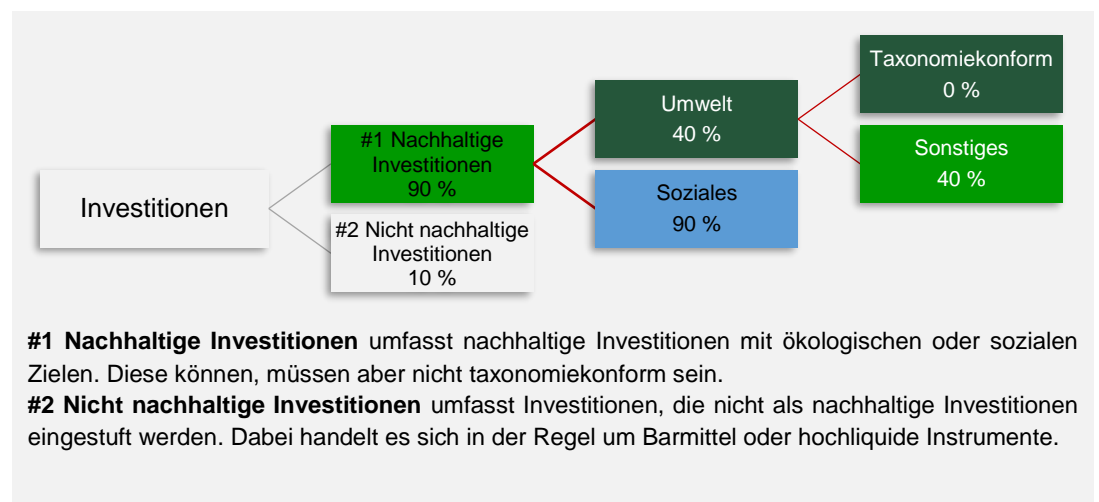 Investitionen
#1 Nachhaltige
Investitionen
90 %
#2 Nicht nachhaltige
Investitionen
10 %
Umwelt
40 %
Soziales
90 %
Taxonomiekonform
0 %
Sonstiges
40 %
#1 Nachhaltige Investitionen umfasst nachhaltige Investitionen mit ökologischen oder sozialen
Zielen. Diese können, müssen aber nicht taxonomiekonform sein.
#2 Nicht nachhaltige Investitionen umfasst Investitionen, die nicht als nachhaltige Investitionen
eingestuft werden. Dabei handelt es sich in der Regel um Barmittel oder hochliquide Instrumente.